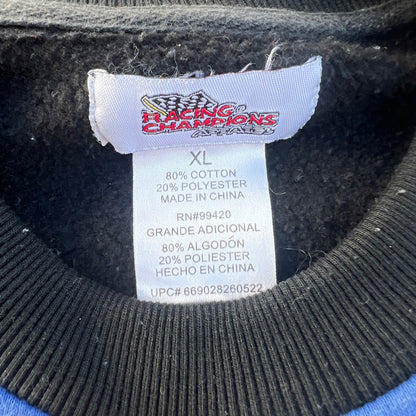 RACING
CHAMPIONS
APPAREL
XL
80% COTTON
20% POLYESTER
MADE IN CHINA
RN#99420
GRANDE ADICIONAL
80% ALGODÓN
20% POLIESTER
HECHO EN CHINA
UPC# 669028260522